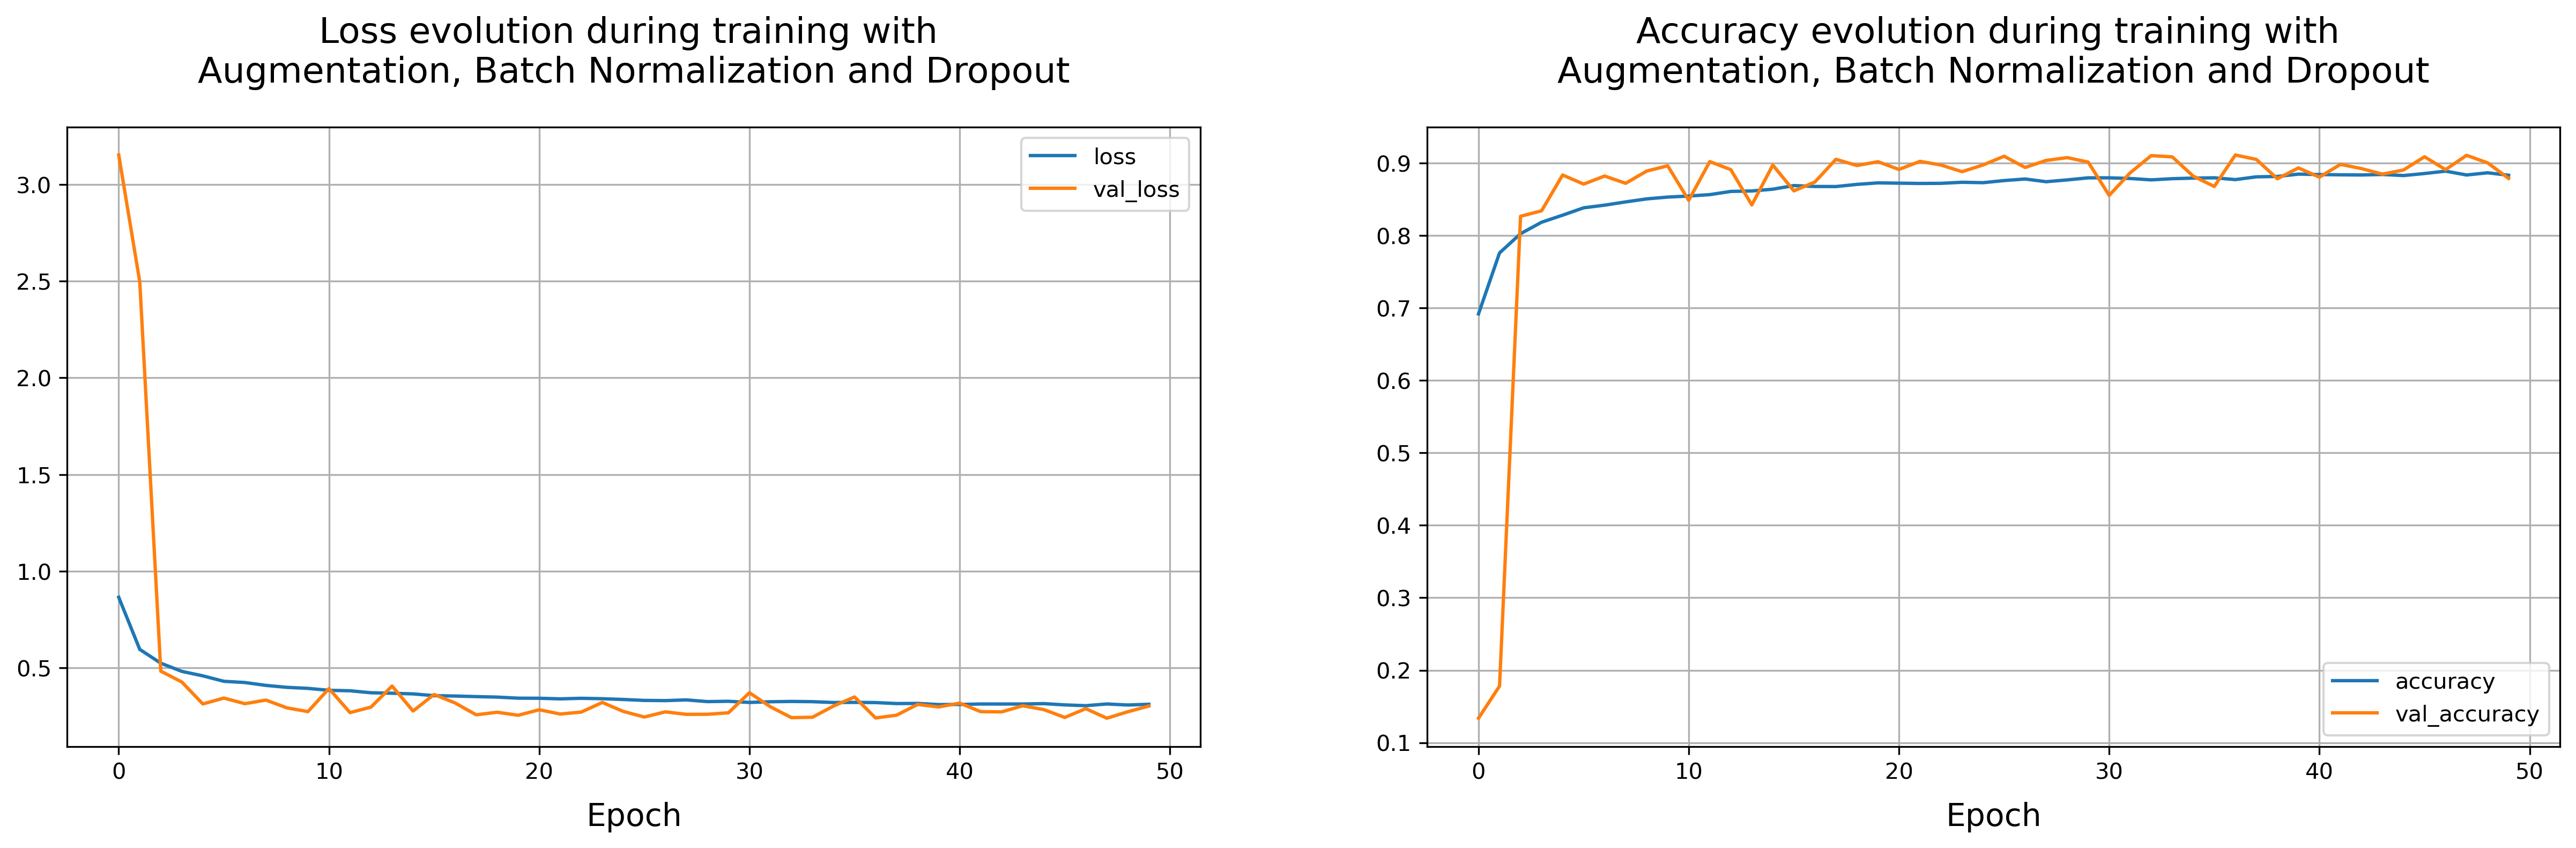 Loss evolution during training with
Augmentation, Batch Normalization and Dropout
3.0
2.5
2.0
1.5
1.0
0.5
0 10 20 30 40 50
Epoch
loss
val_loss
Accuracy evolution during training with
Augmentation, Batch Normalization and Dropout
0.9
0.8
0.7
0.6
0.5
0.4
0.3
0.2
0.1
0 10 20 30 40 50
Epoch
accuracy
val_accuracy